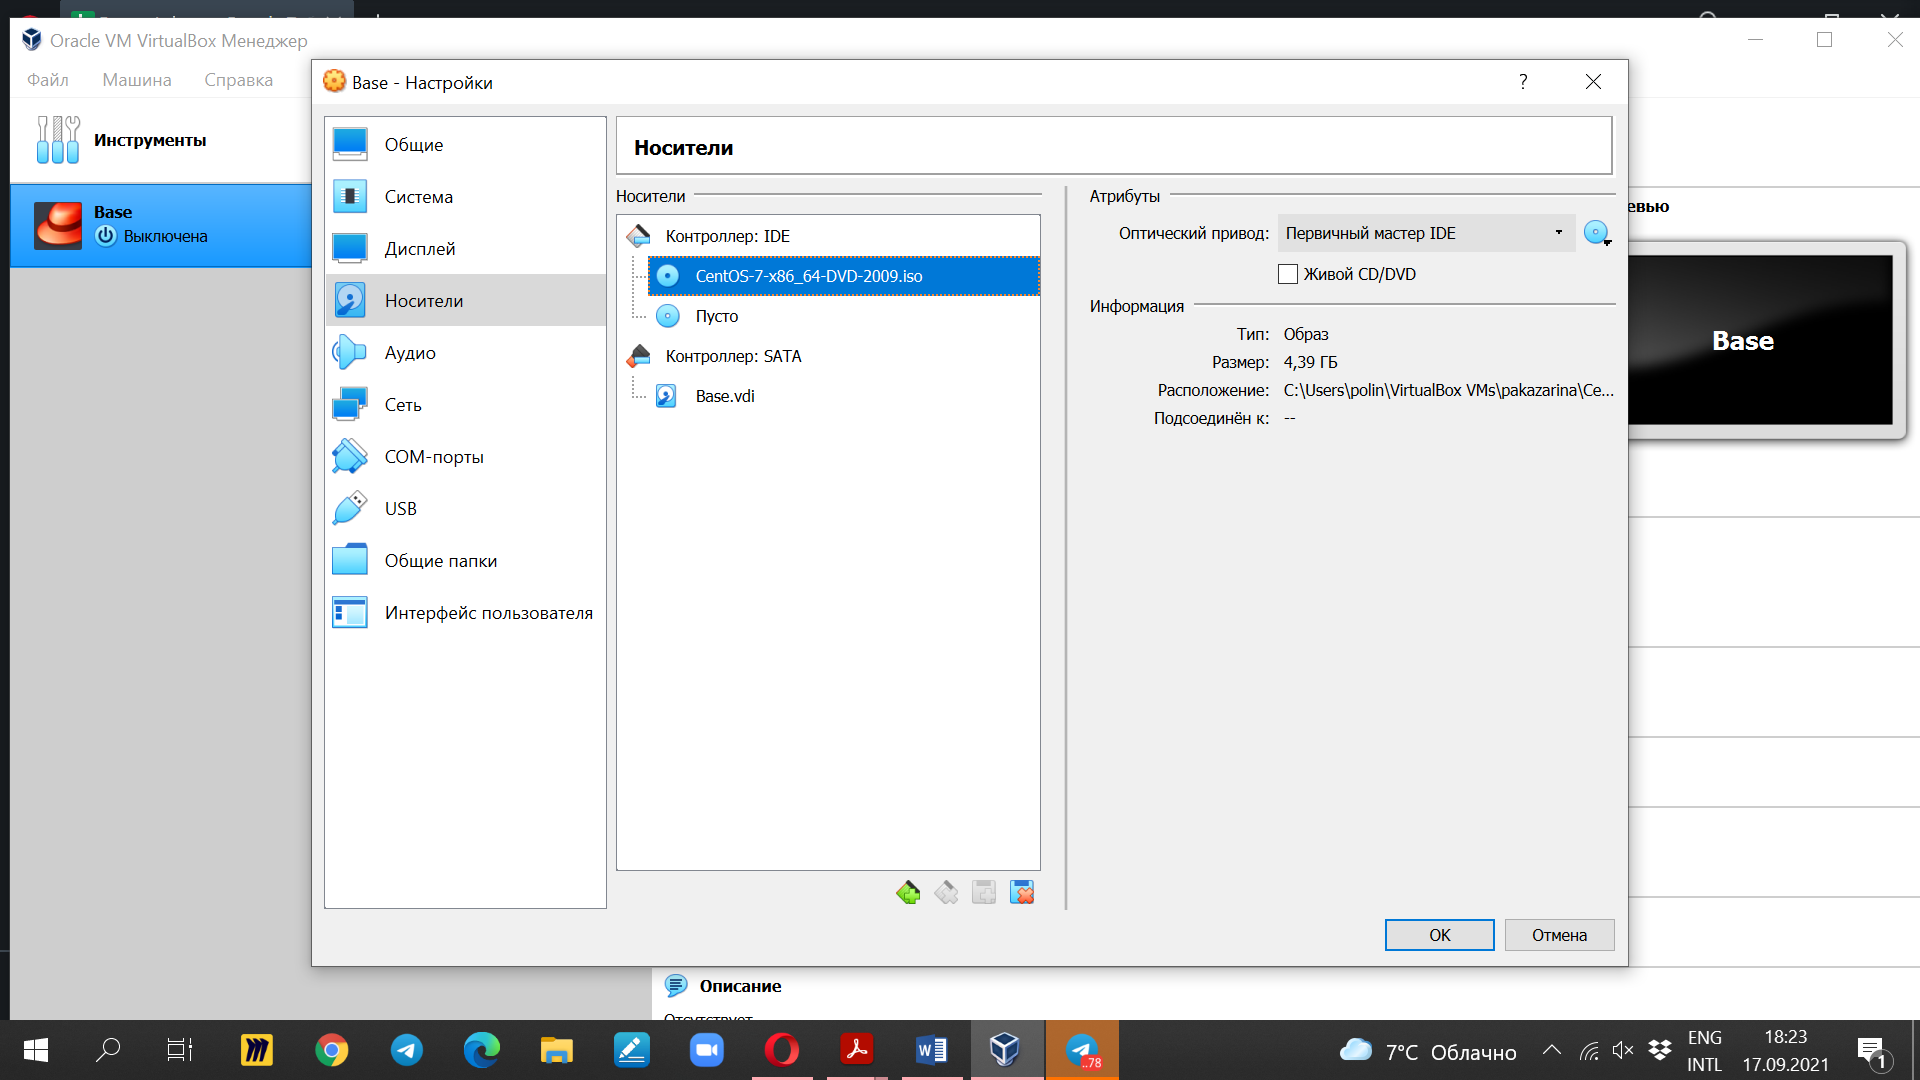 Oracle VM VirtualBox Менеджер
Файл Машина Справка
Инструменты
Base
Выключена
Base - Настройки
?
Общие
Система
Дисплей
Носители
Аудио
Сеть
COM-порты
USB
Общие папки
Интерфейс пользователя
Носители
Носители
Контроллер: IDE
CentOS-7-x86_64-DVD-2009.iso
Пусто
Контроллер: SATA
Base.vdi
Атрибуты
Оптический привод: Первичный мастер IDE
Живой CD/DVD
Информация
Тип: Образ
Размер: 4,39 ГБ
Расположение: C:\Users\polin\VirtualBox VMs\pakazarina\Ce...
Подсоединён к: --
OK Отмена
евью
Base
Описание
Отсутствует
7°C Облачно
ENG
INTL
18:23
17.09.2021
1
..78